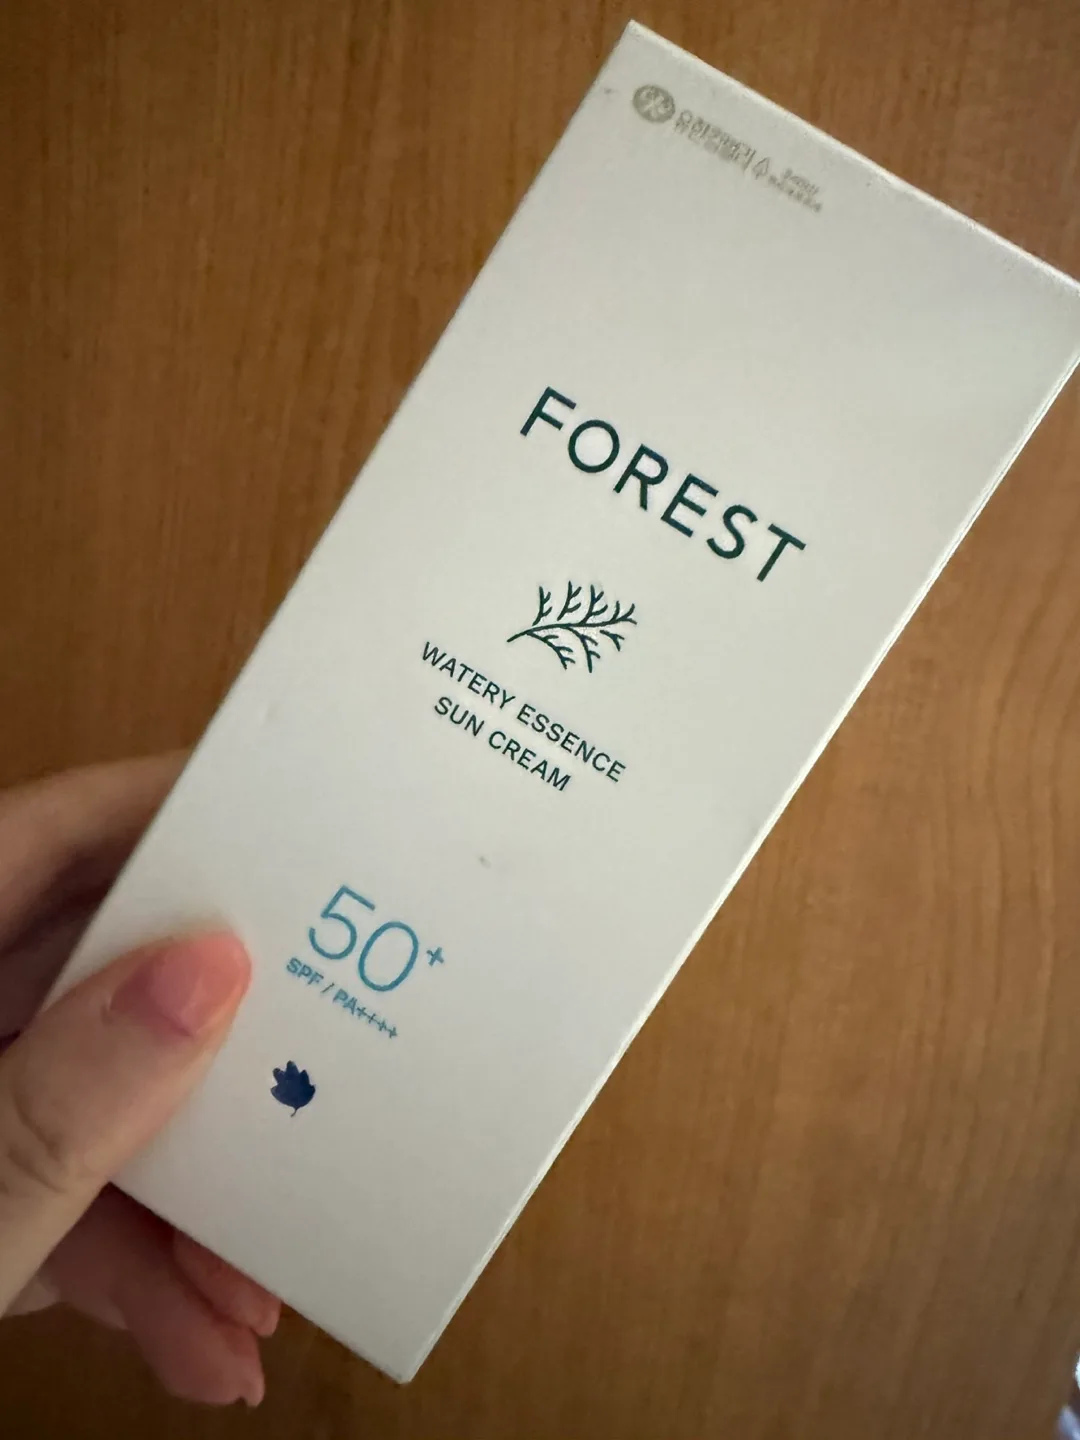 FOREST
WATERY ESSENCE
SUN CREAM
50+
SPF / PA++++